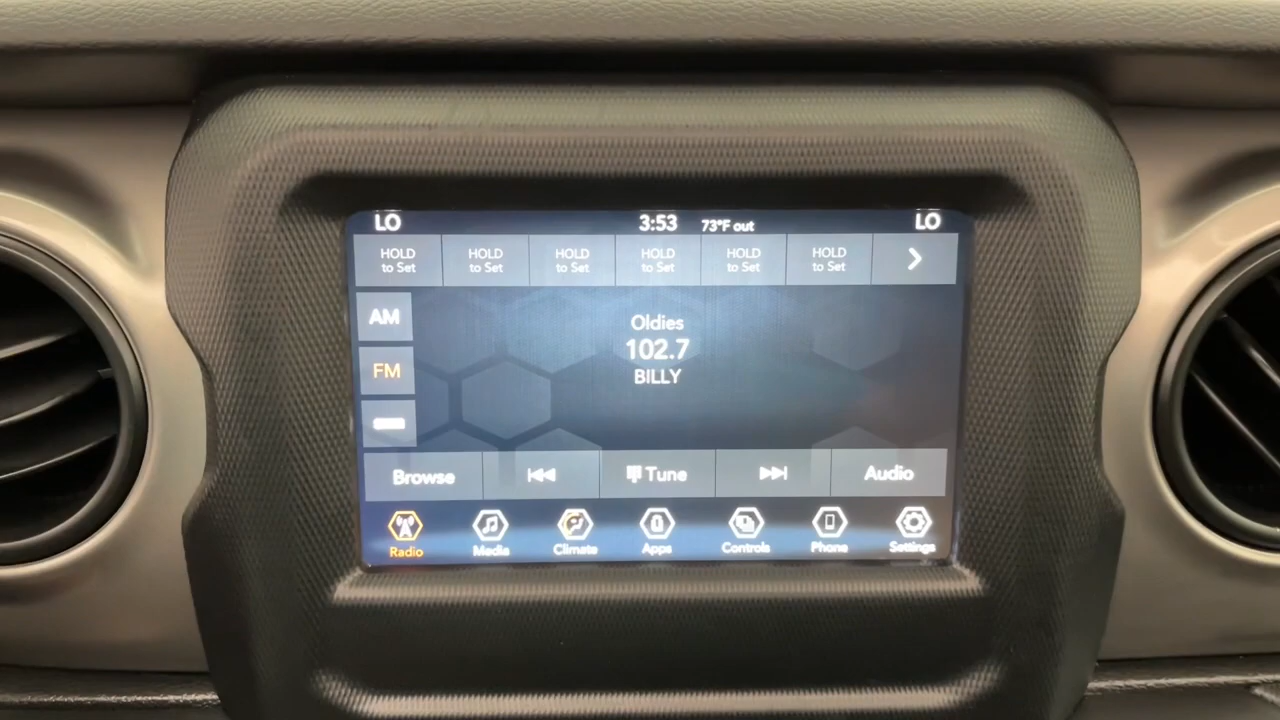 LO 3:53 73°F out LO
HOLD to Set
HOLD to Set
HOLD to Set
HOLD to Set
HOLD to Set
HOLD to Set
AM
Oldies
102.7
FM
BILLY
Browse Tune Audio
Radio Media Climate Apps Controls Phone Settings